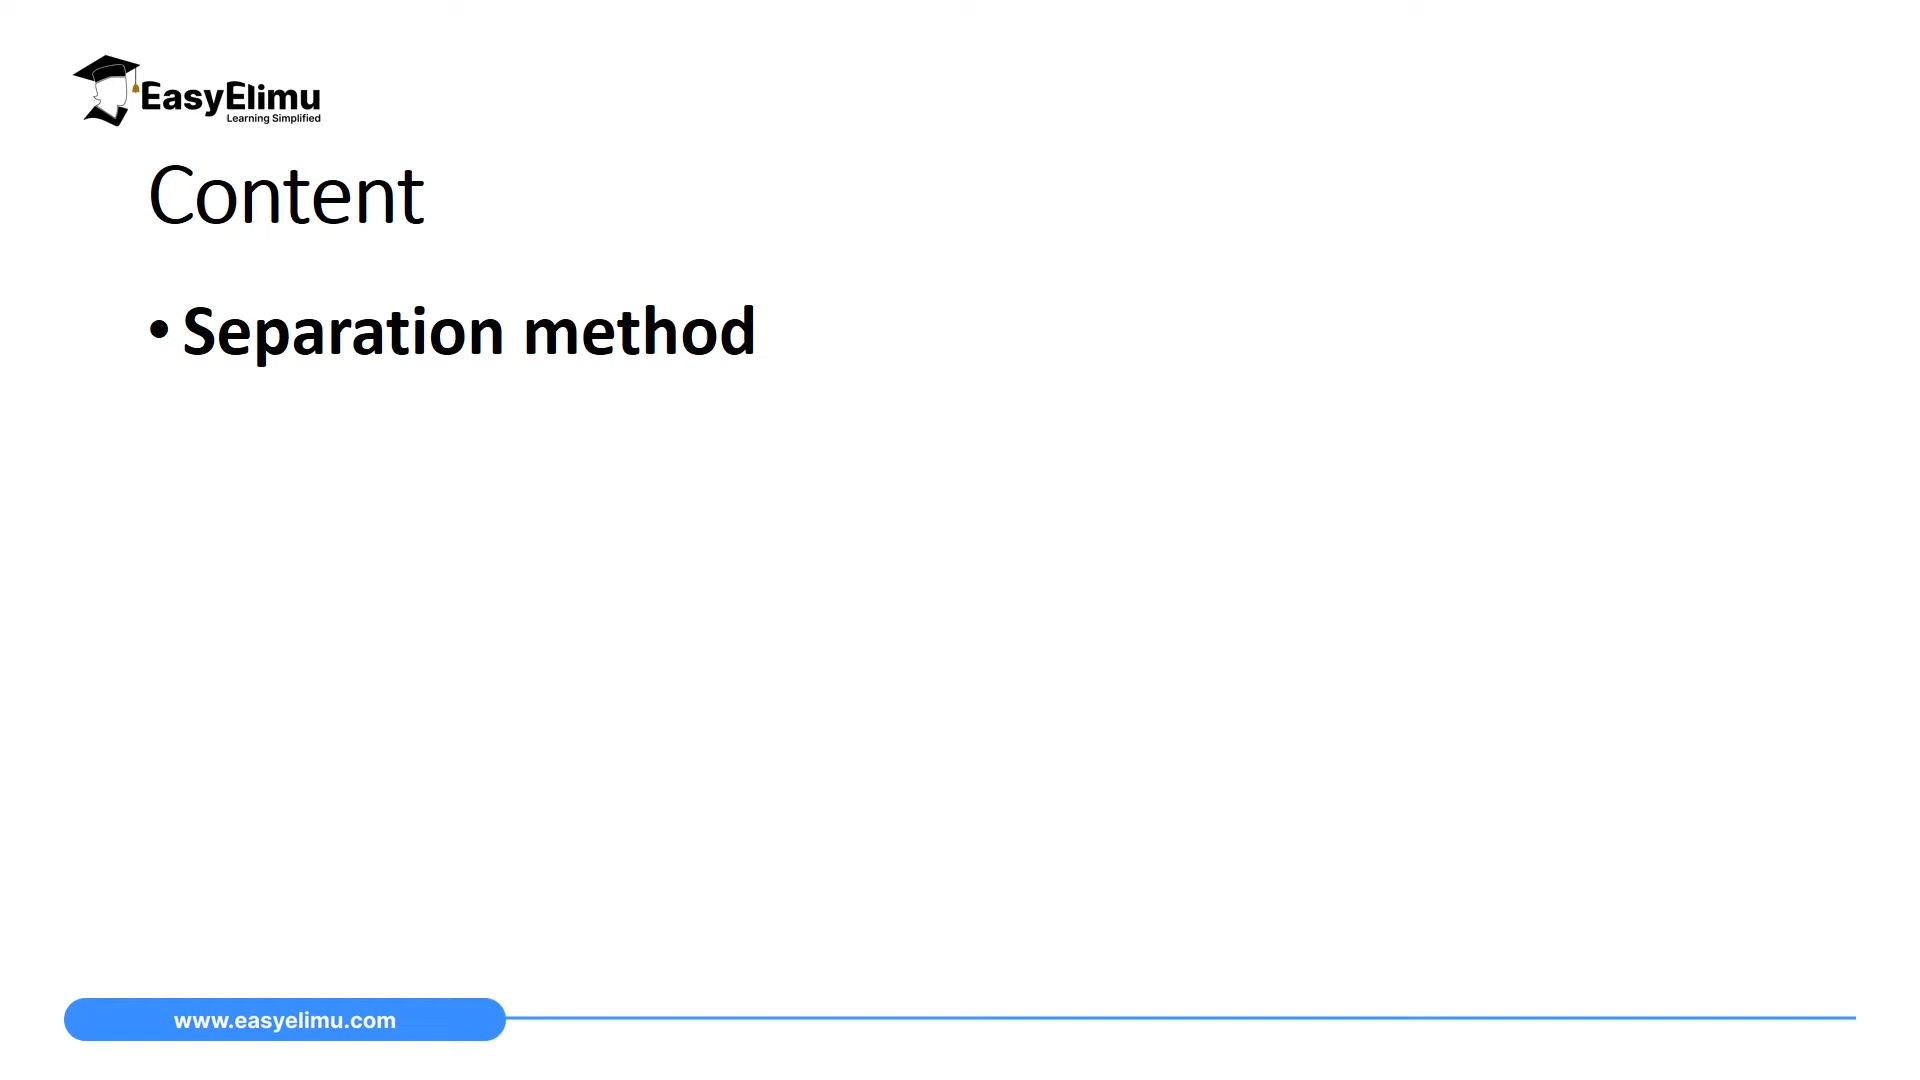 EasyElimu
Learning Simplified
Content
• Separation method
www.easyelimu.com